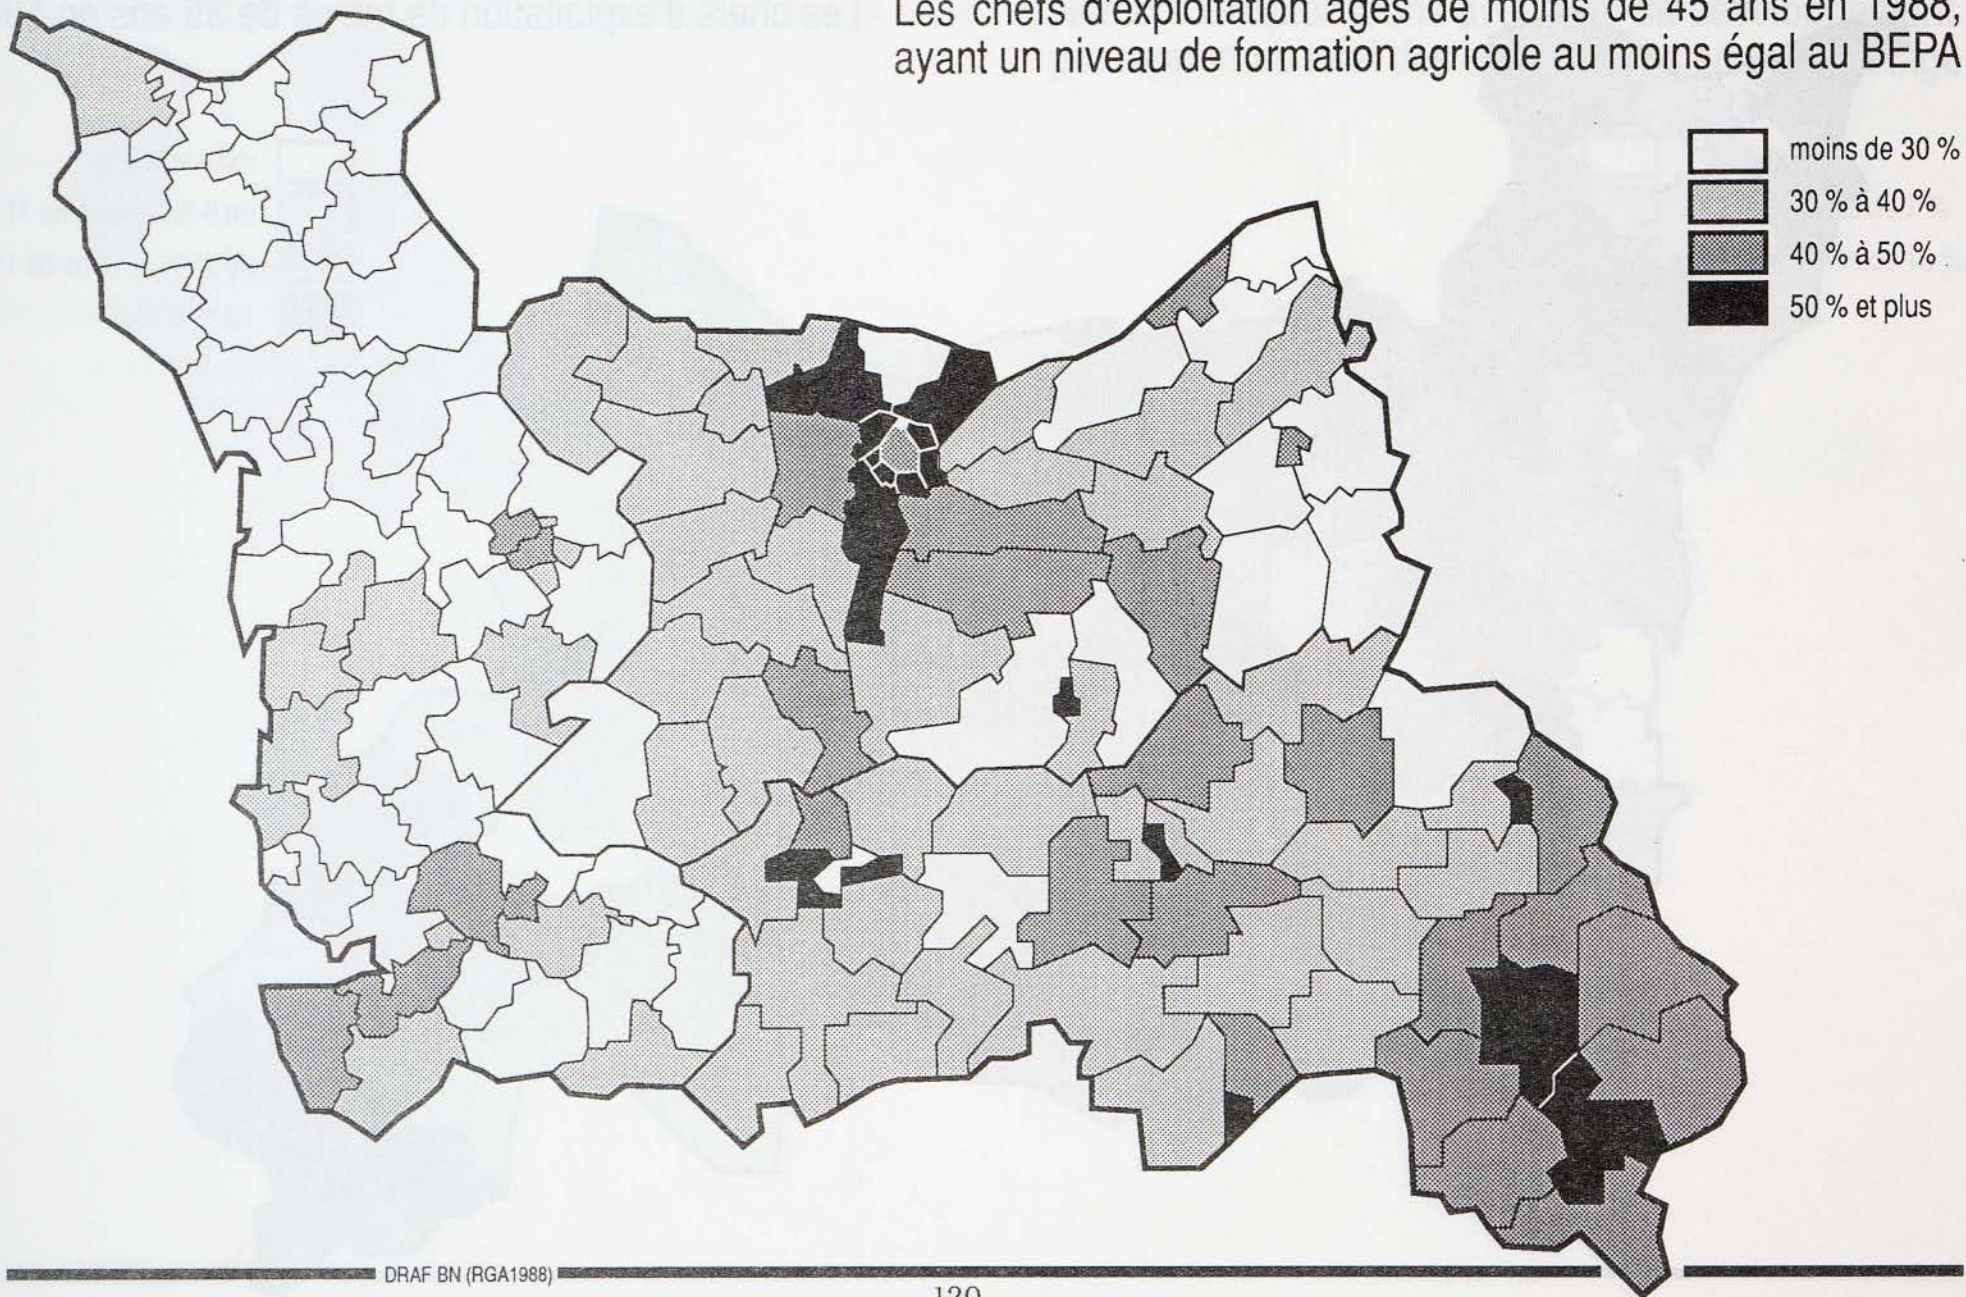 Les chefs d'exploitation âgés de moins de 45 ans en 1988,
ayant un niveau de formation agricole au moins égal au BEPA
moins de 30 %
30 % à 40 %
40 % à 50 %
50 % et plus
DRAF BN (RGA1988)